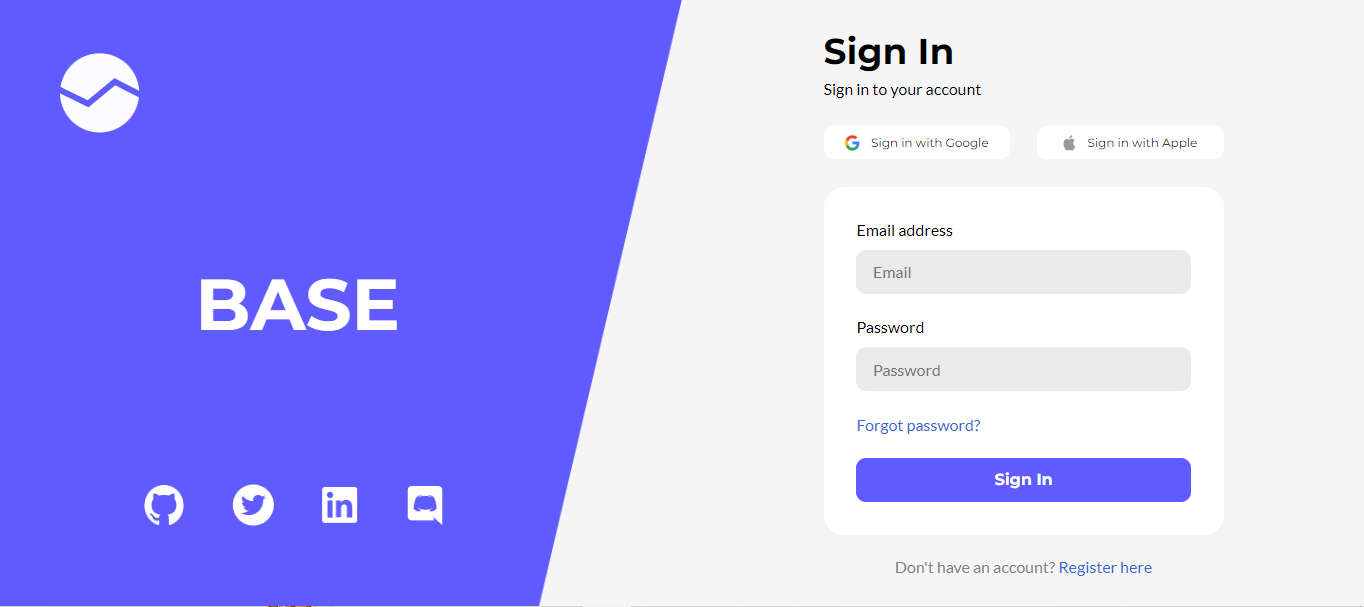 BASE
Sign In
Sign in to your account
Sign in with Google
Sign in with Apple
Email address
Email
Password
Password
Forgot password?
Sign In
Don't have an account? Register here